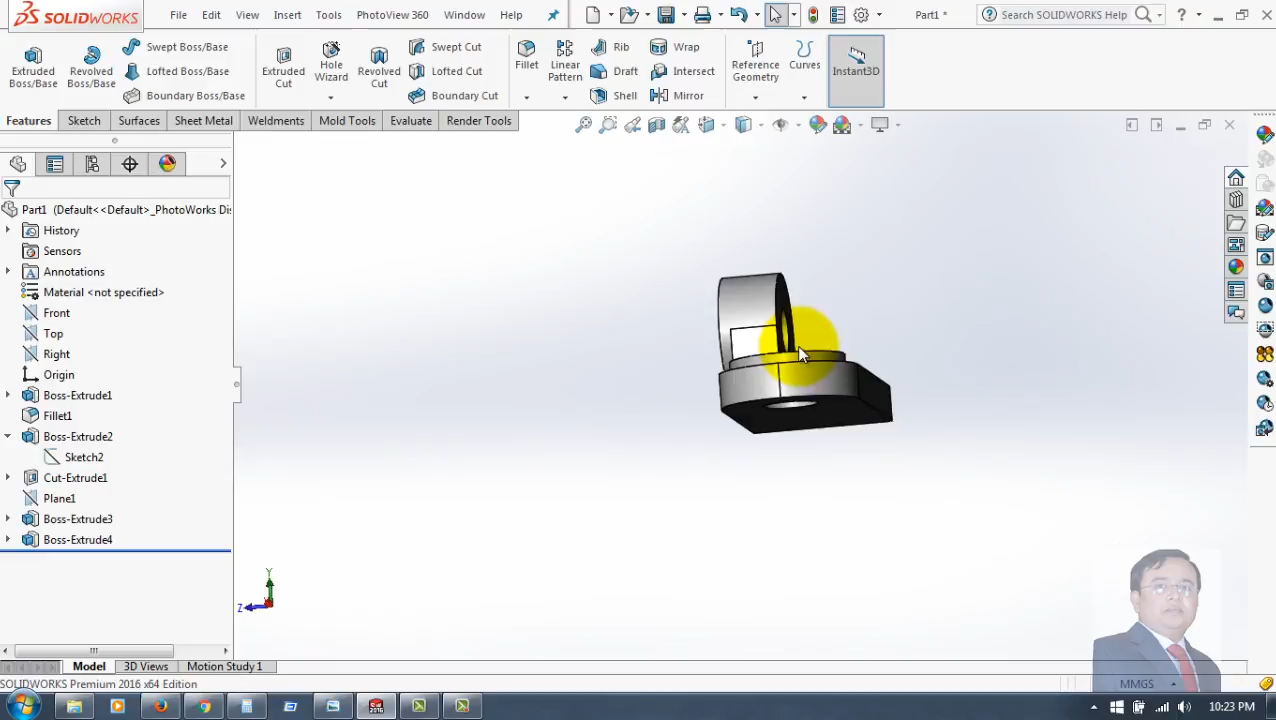 SOLIDWORKS File Edit View Insert Tools PhotoView 360 Window Help Part1 * Search SOLIDWORKS Help
Extruded Boss/Base
Revolved Boss/Base
Swept Boss/Base
Lofted Boss/Base
Boundary Boss/Base
Extruded Cut
Hole Wizard
Revolved Cut
Swept Cut
Lofted Cut
Boundary Cut
Fillet
Linear Pattern
Rib
Draft
Shell
Wrap
Intersect
Mirror
Reference Geometry
Curves
Instant3D
Features Sketch Surfaces Sheet Metal Weldments Mold Tools Evaluate Render Tools
Part1 (Default<<Default>_PhotoWorks Dis
History
Sensors
Annotations
Material <not specified>
Front
Top
Right
Origin
Boss-Extrude1
Fillet1
Boss-Extrude2
Sketch2
Cut-Extrude1
Plane1
Boss-Extrude3
Boss-Extrude4
Y
Z
Model 3D Views Motion Study 1
SOLIDWORKS Premium 2016 x64 Edition MMGS
10:23 PM